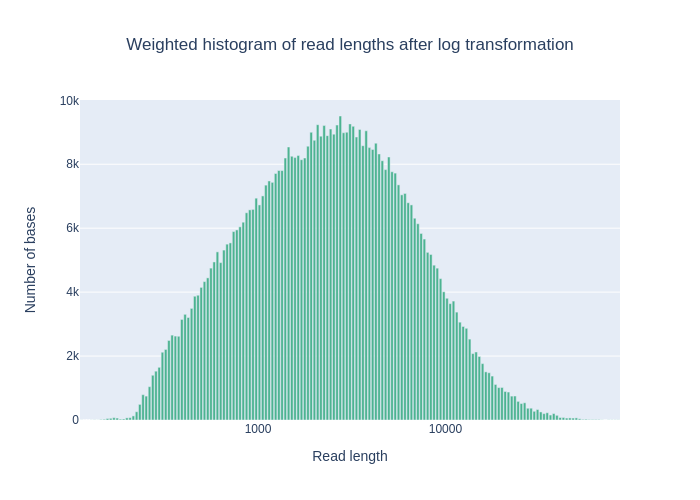 Weighted histogram of read lengths after log transformation
10k
8k
6k
4k
2k
0
Number of bases
1000
10000
Read length